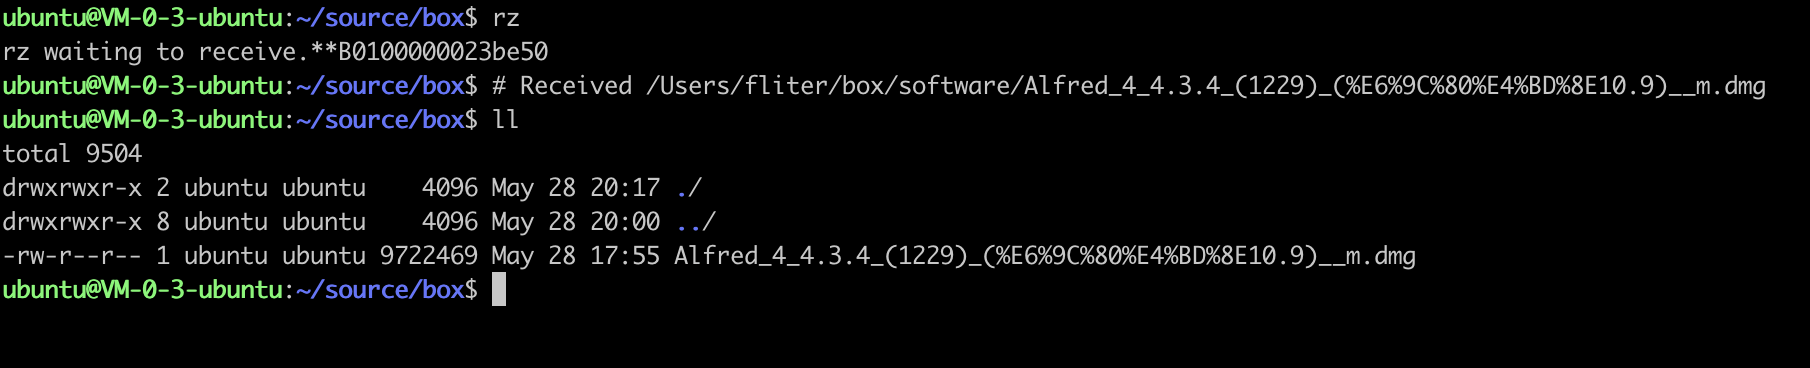 ubuntu@VM-0-3-ubuntu:~/source/box$ rz
rz waiting to receive.**B0100000023be50
ubuntu@VM-0-3-ubuntu:~/source/box$ # Received /Users/fliter/box/software/Alfred_4_4.3.4_(1229)_(%E6%9C%80%E4%BD%8E10.9)__m.dmg
ubuntu@VM-0-3-ubuntu:~/source/box$ ll
total 9504
drwxrwxr-x 2 ubuntu ubuntu    4096 May 28 20:17 ./
drwxrwxr-x 8 ubuntu ubuntu    4096 May 28 20:00 ../
-rw-r--r-- 1 ubuntu ubuntu 9722469 May 28 17:55 Alfred_4_4.3.4_(1229)_(%E6%9C%80%E4%BD%8E10.9)__m.dmg
ubuntu@VM-0-3-ubuntu:~/source/box$